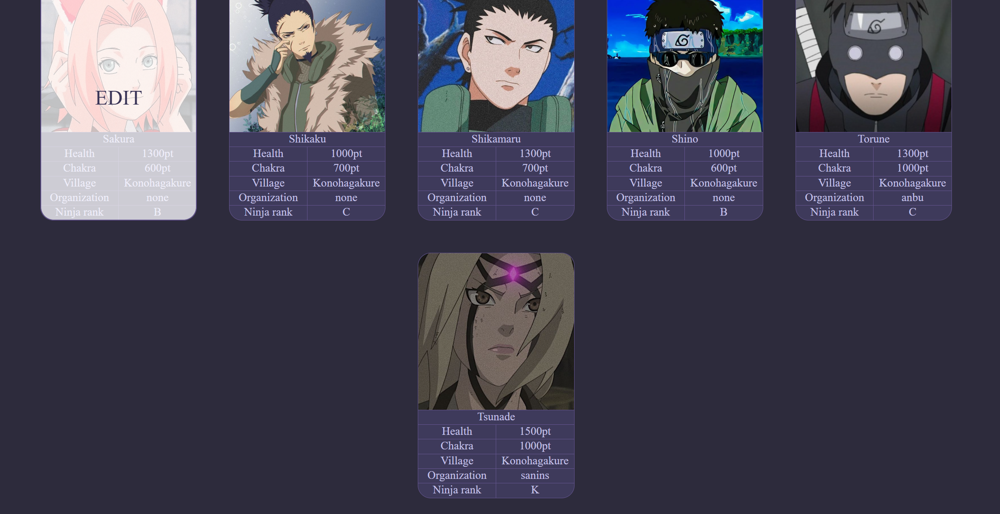 EDIT
Sakura
Health 1300pt
Chakra 600pt
Village Konohagakure
Organization none
Ninja rank B
Shikaku
Health 1000pt
Chakra 700pt
Village Konohagakure
Organization none
Ninja rank C
Shikamaru
Health 1300pt
Chakra 700pt
Village Konohagakure
Organization none
Ninja rank C
Shino
Health 1000pt
Chakra 600pt
Village Konohagakure
Organization none
Ninja rank B
Torune
Health 1300pt
Chakra 1000pt
Village Konohagakure
Organization anbu
Ninja rank C
Tsunade
Health 1500pt
Chakra 1000pt
Village Konohagakure
Organization sanins
Ninja rank K